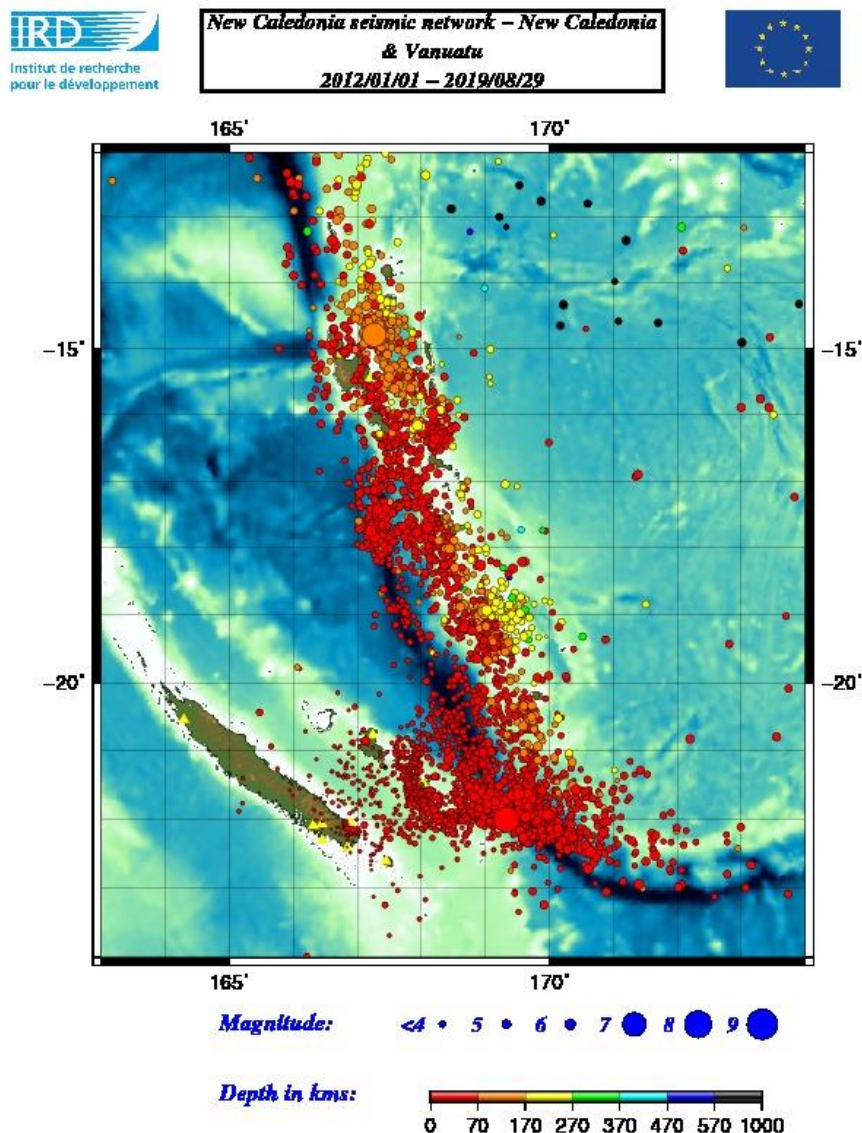 IRD
Institut de recherche
pour le développement
New Caledonia seismic network – New Caledonia
& Vanuatu
2012/01/01 – 2019/08/29
165˚ 170˚
−15˚ −15˚
−20˚ −20˚
165˚ 170˚
Magnitude: <4 5 6 7 8 9
Depth in kms:
0 70 170 270 370 470 570 1000